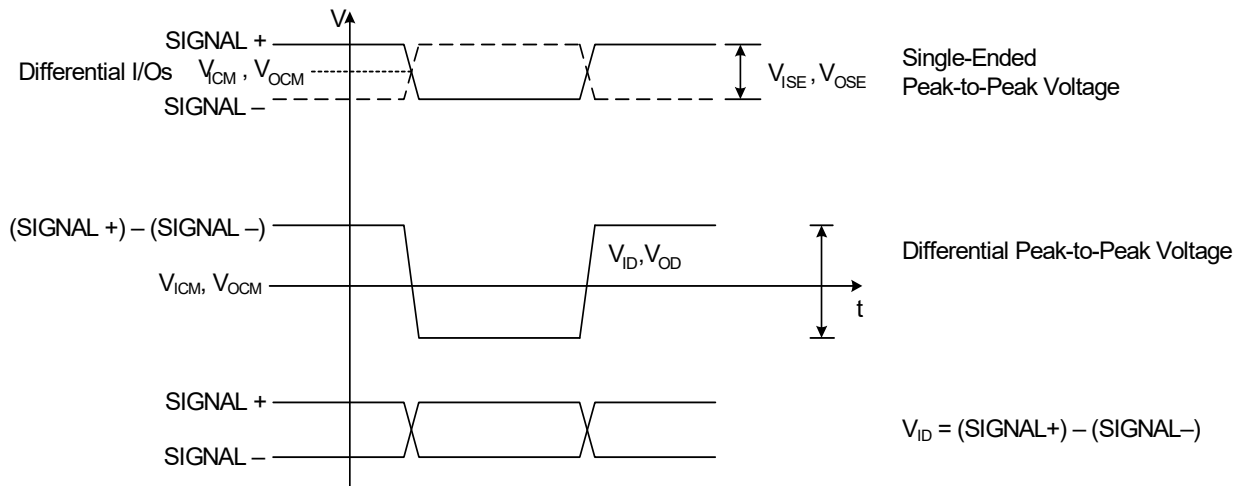 V
SIGNAL +
Differential I/Os V_ICM , V_OCM
SIGNAL –
V_ISE , V_OSE
Single-Ended
Peak-to-Peak Voltage
(SIGNAL +) – (SIGNAL –)
V_ID, V_OD
Differential Peak-to-Peak Voltage
V_ICM, V_OCM
t
SIGNAL +
SIGNAL –
V_ID = (SIGNAL+) – (SIGNAL–)